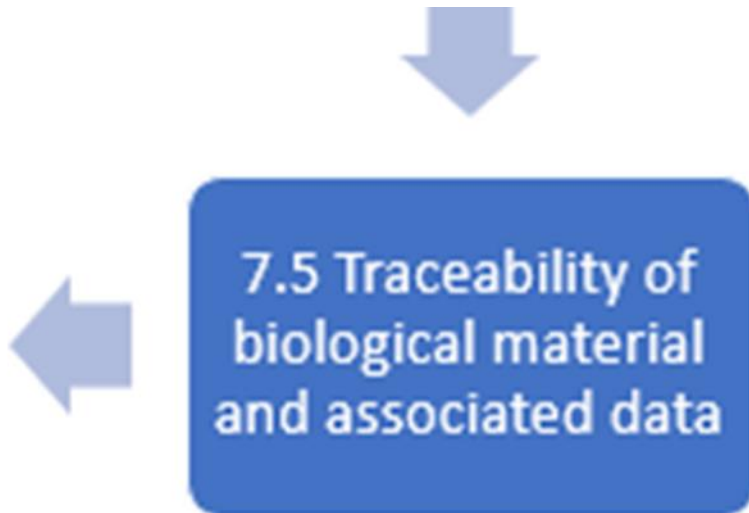 7.5 Traceability of
biological material
and associated data